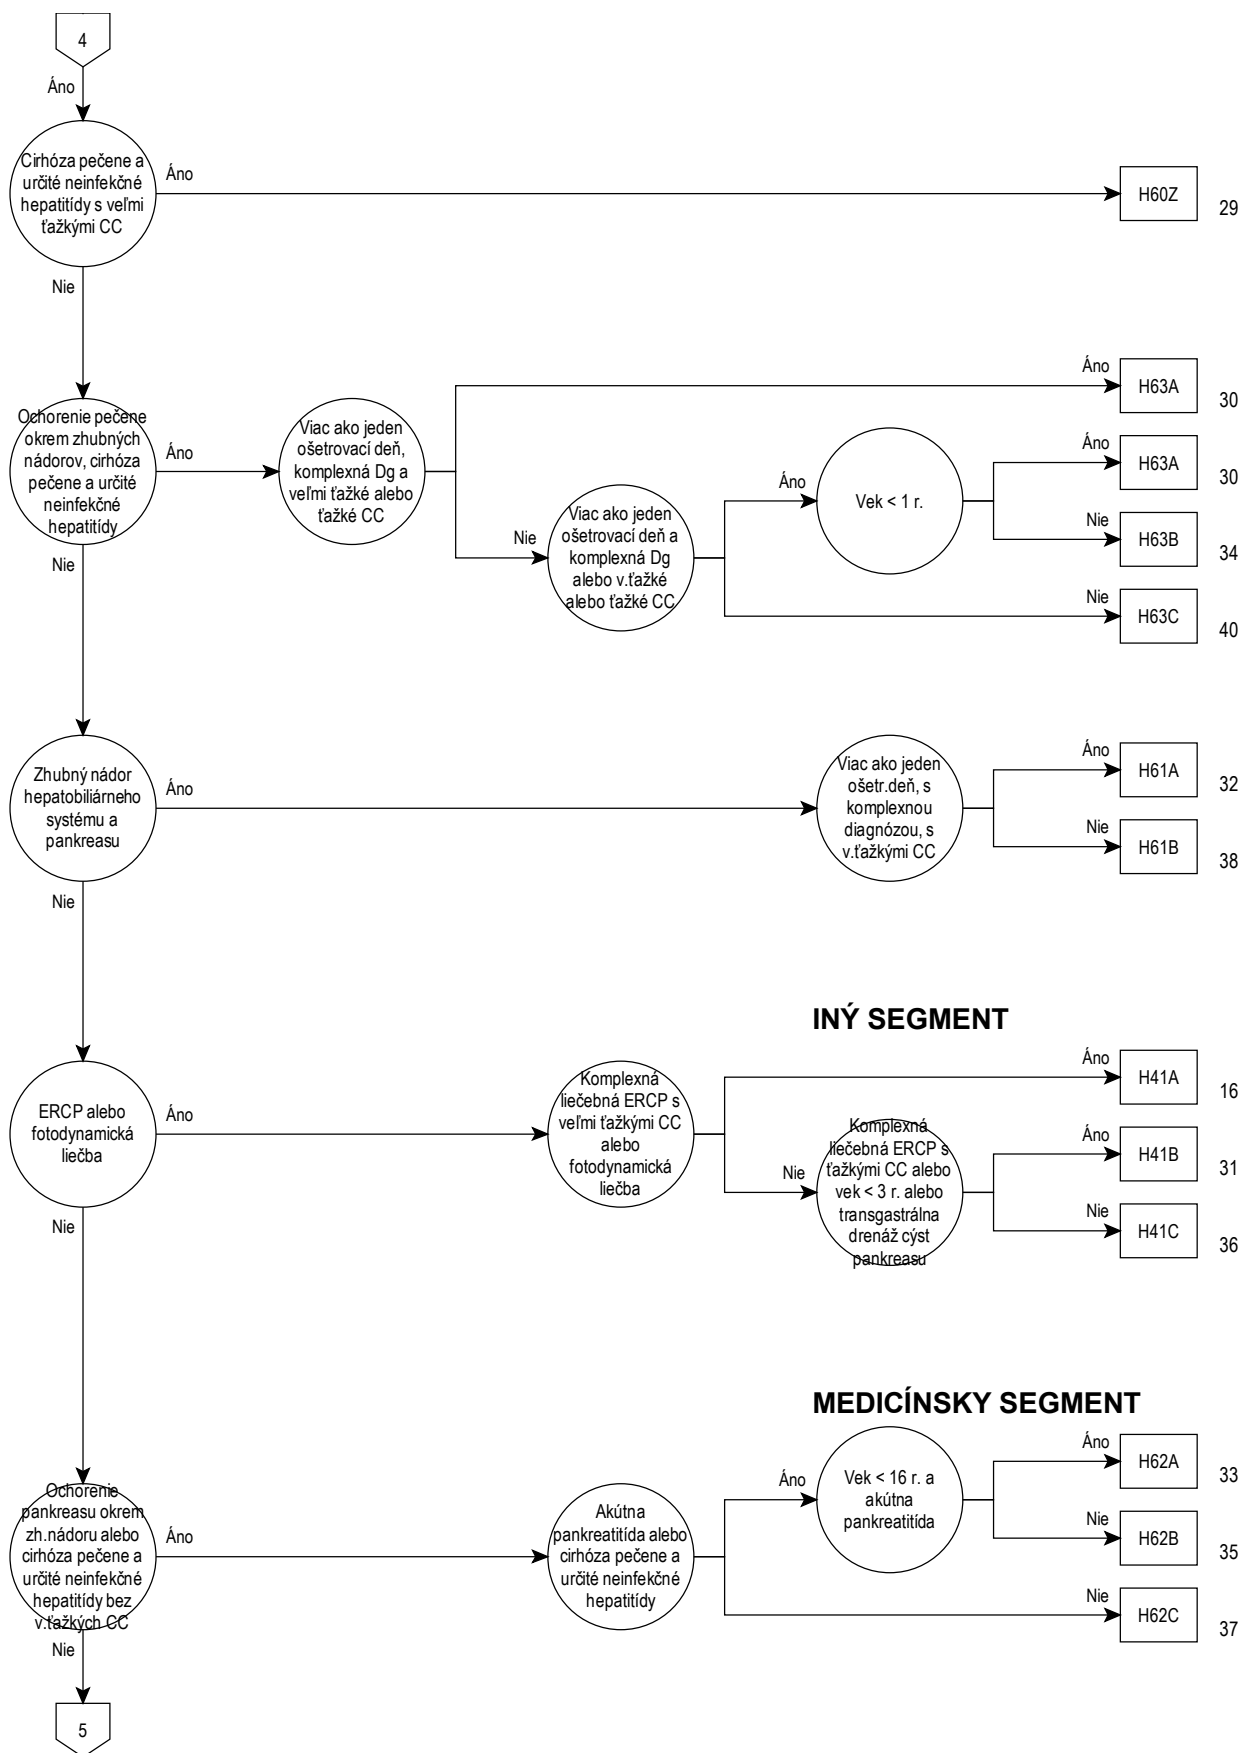 4
Áno
Cirhóza pečene a
určité neinfekčné
hepatitídy s veľmi
ťažkými CC
Áno
H60Z
29
Nie
Ochorenie pečene
okrem zhubných
nádorov, cirhóza
pečene a určité
neinfekčné
hepatitídy
Áno
Viac ako jeden
ošetrovací deň,
komplexná Dg a
veľmi ťažké alebo
ťažké CC
Áno
H63A
30
Nie
Viac ako jeden
ošetrovací deň a
komplexná Dg
alebo v.ťažké
alebo ťažké CC
Áno
Vek < 1 r.
Áno
H63A
30
Nie
H63B
34
Nie
H63C
40
Nie
Zhubný nádor
hepatobiliárneho
systému a
pankreasu
Áno
Viac ako jeden
ošetr.deň, s
komplexnou
diagnózou, s
v.ťažkými CC
Áno
H61A
32
Nie
H61B
38
Nie
INÝ SEGMENT
ERCP alebo
fotodynamická
liečba
Áno
Komplexná
liečebná ERCP s
veľmi ťažkými CC
alebo
fotodynamická
liečba
Áno
H41A
16
Nie
Komplexná
liečebná ERCP s
ťažkými CC alebo
vek < 3 r. alebo
transgastrálna
drenáž cýst
pankreasu
Áno
H41B
31
Nie
H41C
36
Nie
MEDICÍNSKY SEGMENT
Ochorenie
pankreasu okrem
zh.nádoru alebo
cirhóza pečene a
určité neinfekčné
hepatitídy bez
v.ťažkých CC
Áno
Akútna
pankreatitída alebo
cirhóza pečene a
určité neinfekčné
hepatitídy
Áno
Vek < 16 r. a
akútna
pankreatitída
Áno
H62A
33
Nie
H62B
35
Nie
H62C
37
Nie
5